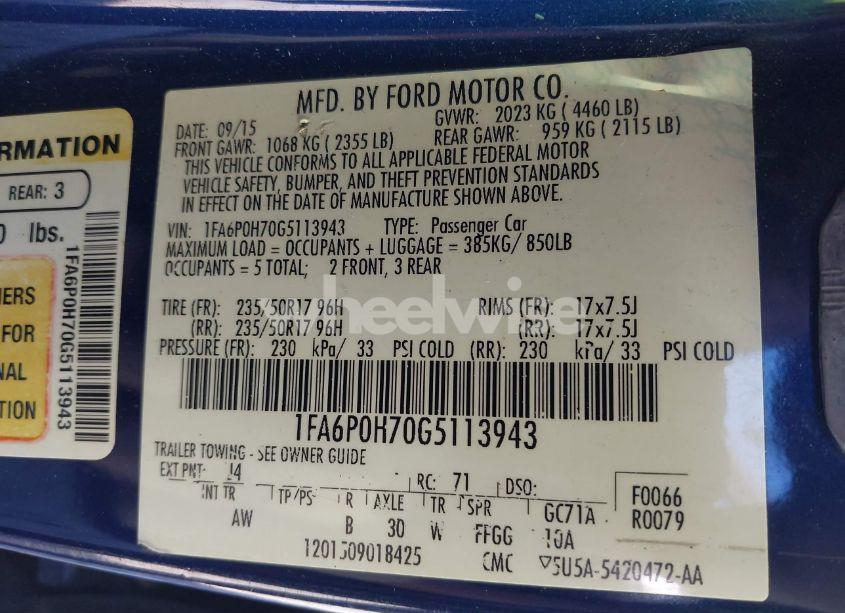 MFD. BY FORD MOTOR CO.
DATE: 09/15 GVWR: 2023 KG ( 4460 LB)
FRONT GAWR: 1068 KG ( 2355 LB) REAR GAWR: 959 KG ( 2115 LB)
THIS VEHICLE CONFORMS TO ALL APPLICABLE FEDERAL MOTOR
VEHICLE SAFETY, BUMPER, AND THEFT PREVENTION STANDARDS
IN EFFECT ON THE DATE OF MANUFACTURE SHOWN ABOVE.
VIN: 1FA6P0H70G5113943 TYPE: Passenger Car
MAXIMUM LOAD = OCCUPANTS + LUGGAGE = 385KG/ 850LB
OCCUPANTS = 5 TOTAL; 2 FRONT, 3 REAR
TIRE (FR): 235/50R17 96H RIMS (FR): 17x7.5J
(RR): 235/50R17 96H (RR): 17x7.5J
PRESSURE (FR): 230 kPa/ 33 PSI COLD (RR): 230 kPa/ 33 PSI COLD
1FA6P0H70G5113943
TRAILER TOWING - SEE OWNER GUIDE
EXT PNT: J4 RC: 71 DSO: F0066
INT TR TP/PS R AXLE TR SPR GC71A R0079
AW B 30 W FFGG 10A
1201509018425 CMC 5U5A-5420472-AA
RMATION
REAR: 3
0 lbs.
1FA6P0H70G5113943
NERS
FOR
NAL
TION
heelwire